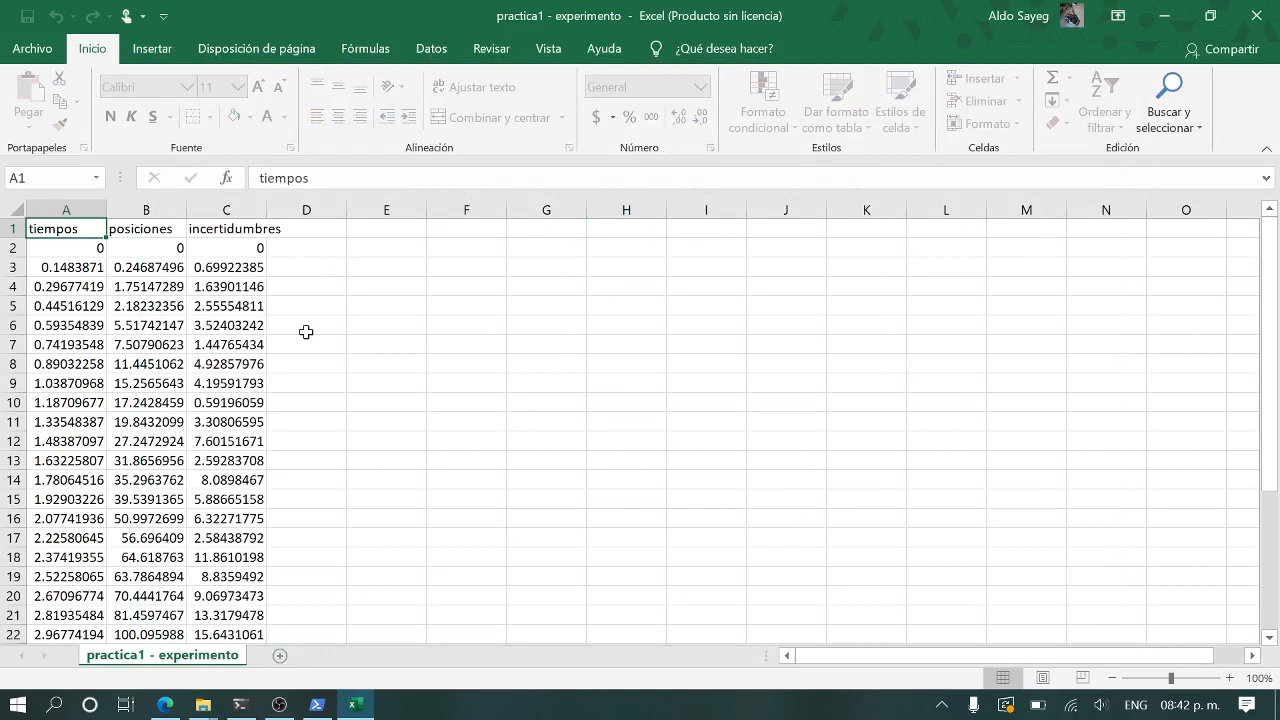 practica1 - experimento - Excel (Producto sin licencia)
Aldo Sayeg
Archivo Inicio Insertar Disposición de página Fórmulas Datos Revisar Vista Ayuda ¿Qué desea hacer? Compartir
Calibri 11 A A ab Ajustar texto General Insertar Σ A Z
Pegar N K S A Combinar y centrar $ % 000 Formato condicional Dar formato como tabla Estilos de celda Eliminar Formato Ordenar y filtrar Buscar y seleccionar
Portapapeles Fuente Alineación Número Estilos Celdas Edición
A1 fx tiempos
A B C D E F G H I J K L M N O
1 tiempos posiciones incertidumbres
2 0 0 0
3 0.1483871 0.24687496 0.69922385
4 0.29677419 1.75147289 1.63901146
5 0.44516129 2.18232356 2.55554811
6 0.59354839 5.51742147 3.52403242
7 0.74193548 7.50790623 1.44765434
8 0.89032258 11.4451062 4.92857976
9 1.03870968 15.2565643 4.19591793
10 1.18709677 17.2428459 0.59196059
11 1.33548387 19.8432099 3.30806595
12 1.48387097 27.2472924 7.60151671
13 1.63225807 31.8656956 2.59283708
14 1.78064516 35.2963762 8.0898467
15 1.92903226 39.5391365 5.88665158
16 2.07741936 50.9972699 6.32271775
17 2.22580645 56.696409 2.58438792
18 2.37419355 64.618763 11.8610198
19 2.52258065 63.7864894 8.8359492
20 2.67096774 70.4441764 9.06973473
21 2.81935484 81.4597467 13.3179478
22 2.96774194 100.095988 15.6431061
practica1 - experimento
100%
ENG 08:42 p. m.